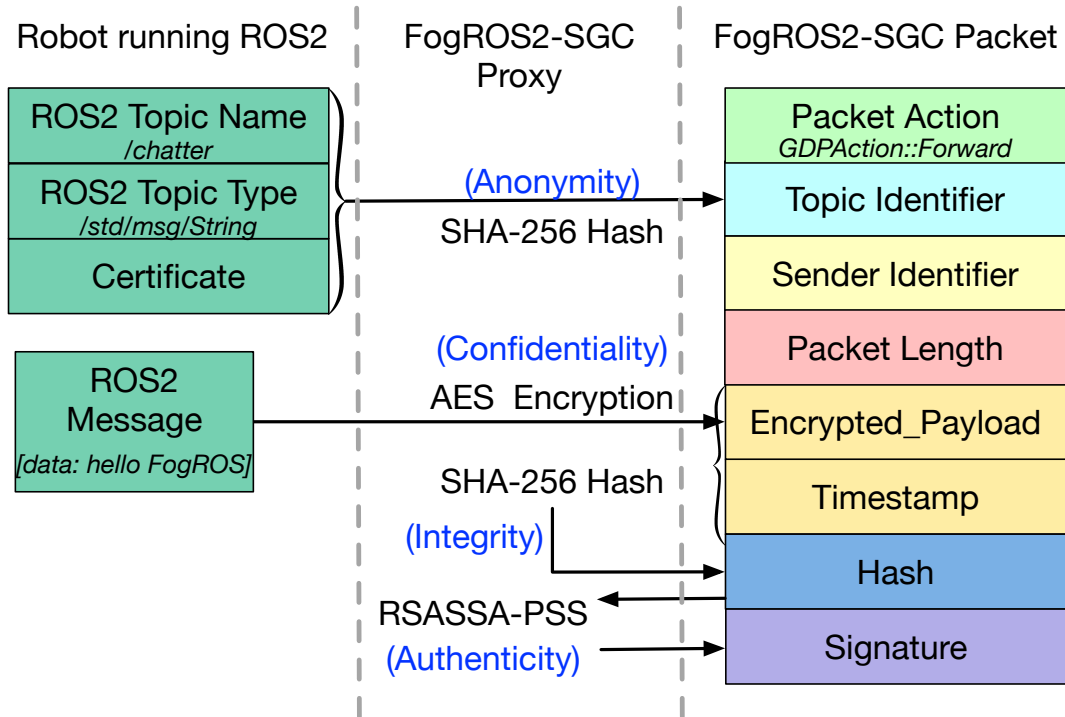 Robot running ROS2
FogROS2-SGC
Proxy
FogROS2-SGC Packet
ROS2 Topic Name
/chatter
ROS2 Topic Type
/std/msg/String
Certificate
ROS2
Message
[data: hello FogROS]
(Anonymity)
SHA-256 Hash
(Confidentiality)
AES Encryption
SHA-256 Hash
(Integrity)
RSASSA-PSS
(Authenticity)
Packet Action
GDPAction::Forward
Topic Identifier
Sender Identifier
Packet Length
Encrypted_Payload
Timestamp
Hash
Signature